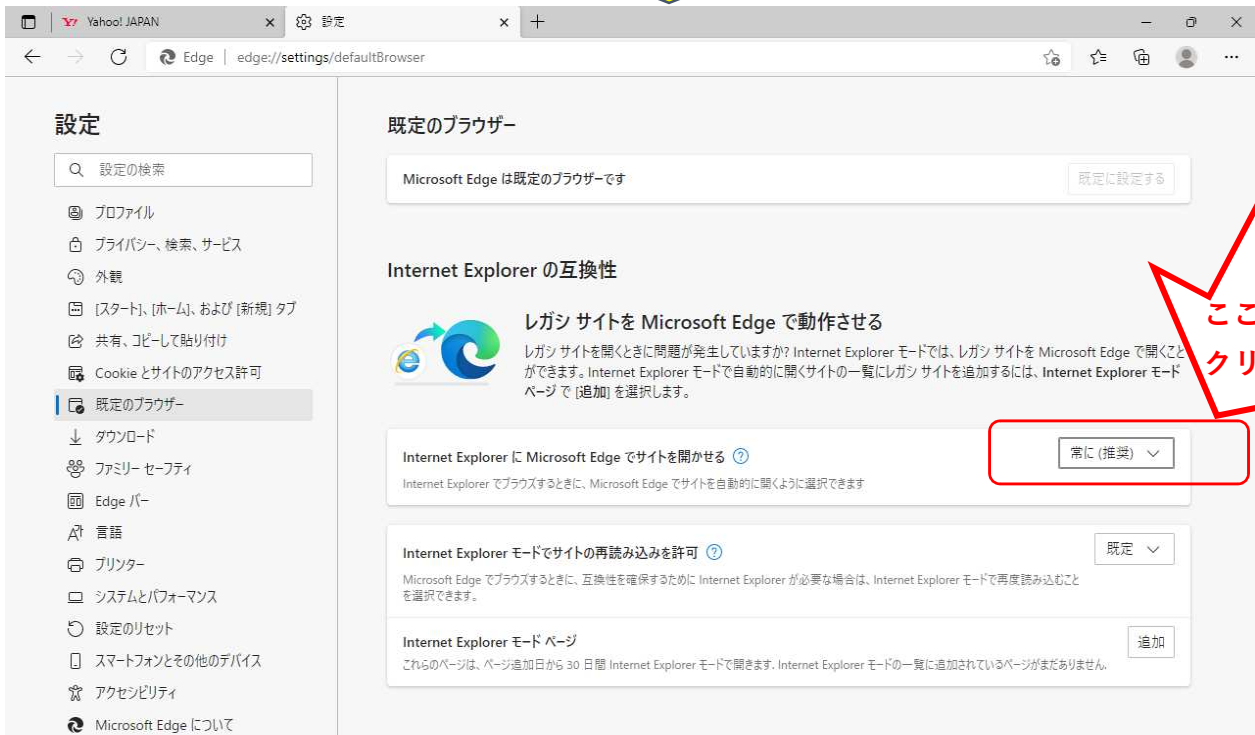 Yahoo! JAPAN
設定
Edge | edge://settings/defaultBrowser
設定
設定の検索
プロファイル
プライバシー、検索、サービス
外観
[スタート]、[ホーム]、および [新規] タブ
共有、コピーして貼り付け
Cookie とサイトのアクセス許可
既定のブラウザー
ダウンロード
ファミリー セーフティ
Edge バー
言語
プリンター
システムとパフォーマンス
設定のリセット
スマートフォンとその他のデバイス
アクセシビリティ
Microsoft Edge について
既定のブラウザー
Microsoft Edge は既定のブラウザーです
既定に設定する
Internet Explorer の互換性
レガシ サイトを Microsoft Edge で動作させる
レガシ サイトを開くときに問題が発生していますか? Internet Explorer モードでは、レガシ サイトを Microsoft Edge で開くこと
ができます。Internet Explorer モードで自動的に開くサイトの一覧にレガシ サイトを追加するには、Internet Explorer モード
ページ で [追加] を選択します。
ここ
クリ
Internet Explorer に Microsoft Edge でサイトを開かせる
常に (推奨)
Internet Explorer でブラウズするときに、Microsoft Edge でサイトを自動的に開くように選択できます
Internet Explorer モードでサイトの再読み込みを許可
既定
Microsoft Edge でブラウズするときに、互換性を確保するために Internet Explorer が必要な場合は、Internet Explorer モードで再度読み込むこと
を選択できます。
Internet Explorer モード ページ
追加
これらのページは、ページ追加日から 30 日間 Internet Explorer モードで開きます. Internet Explorer モードの一覧に追加されているページがまだありません.